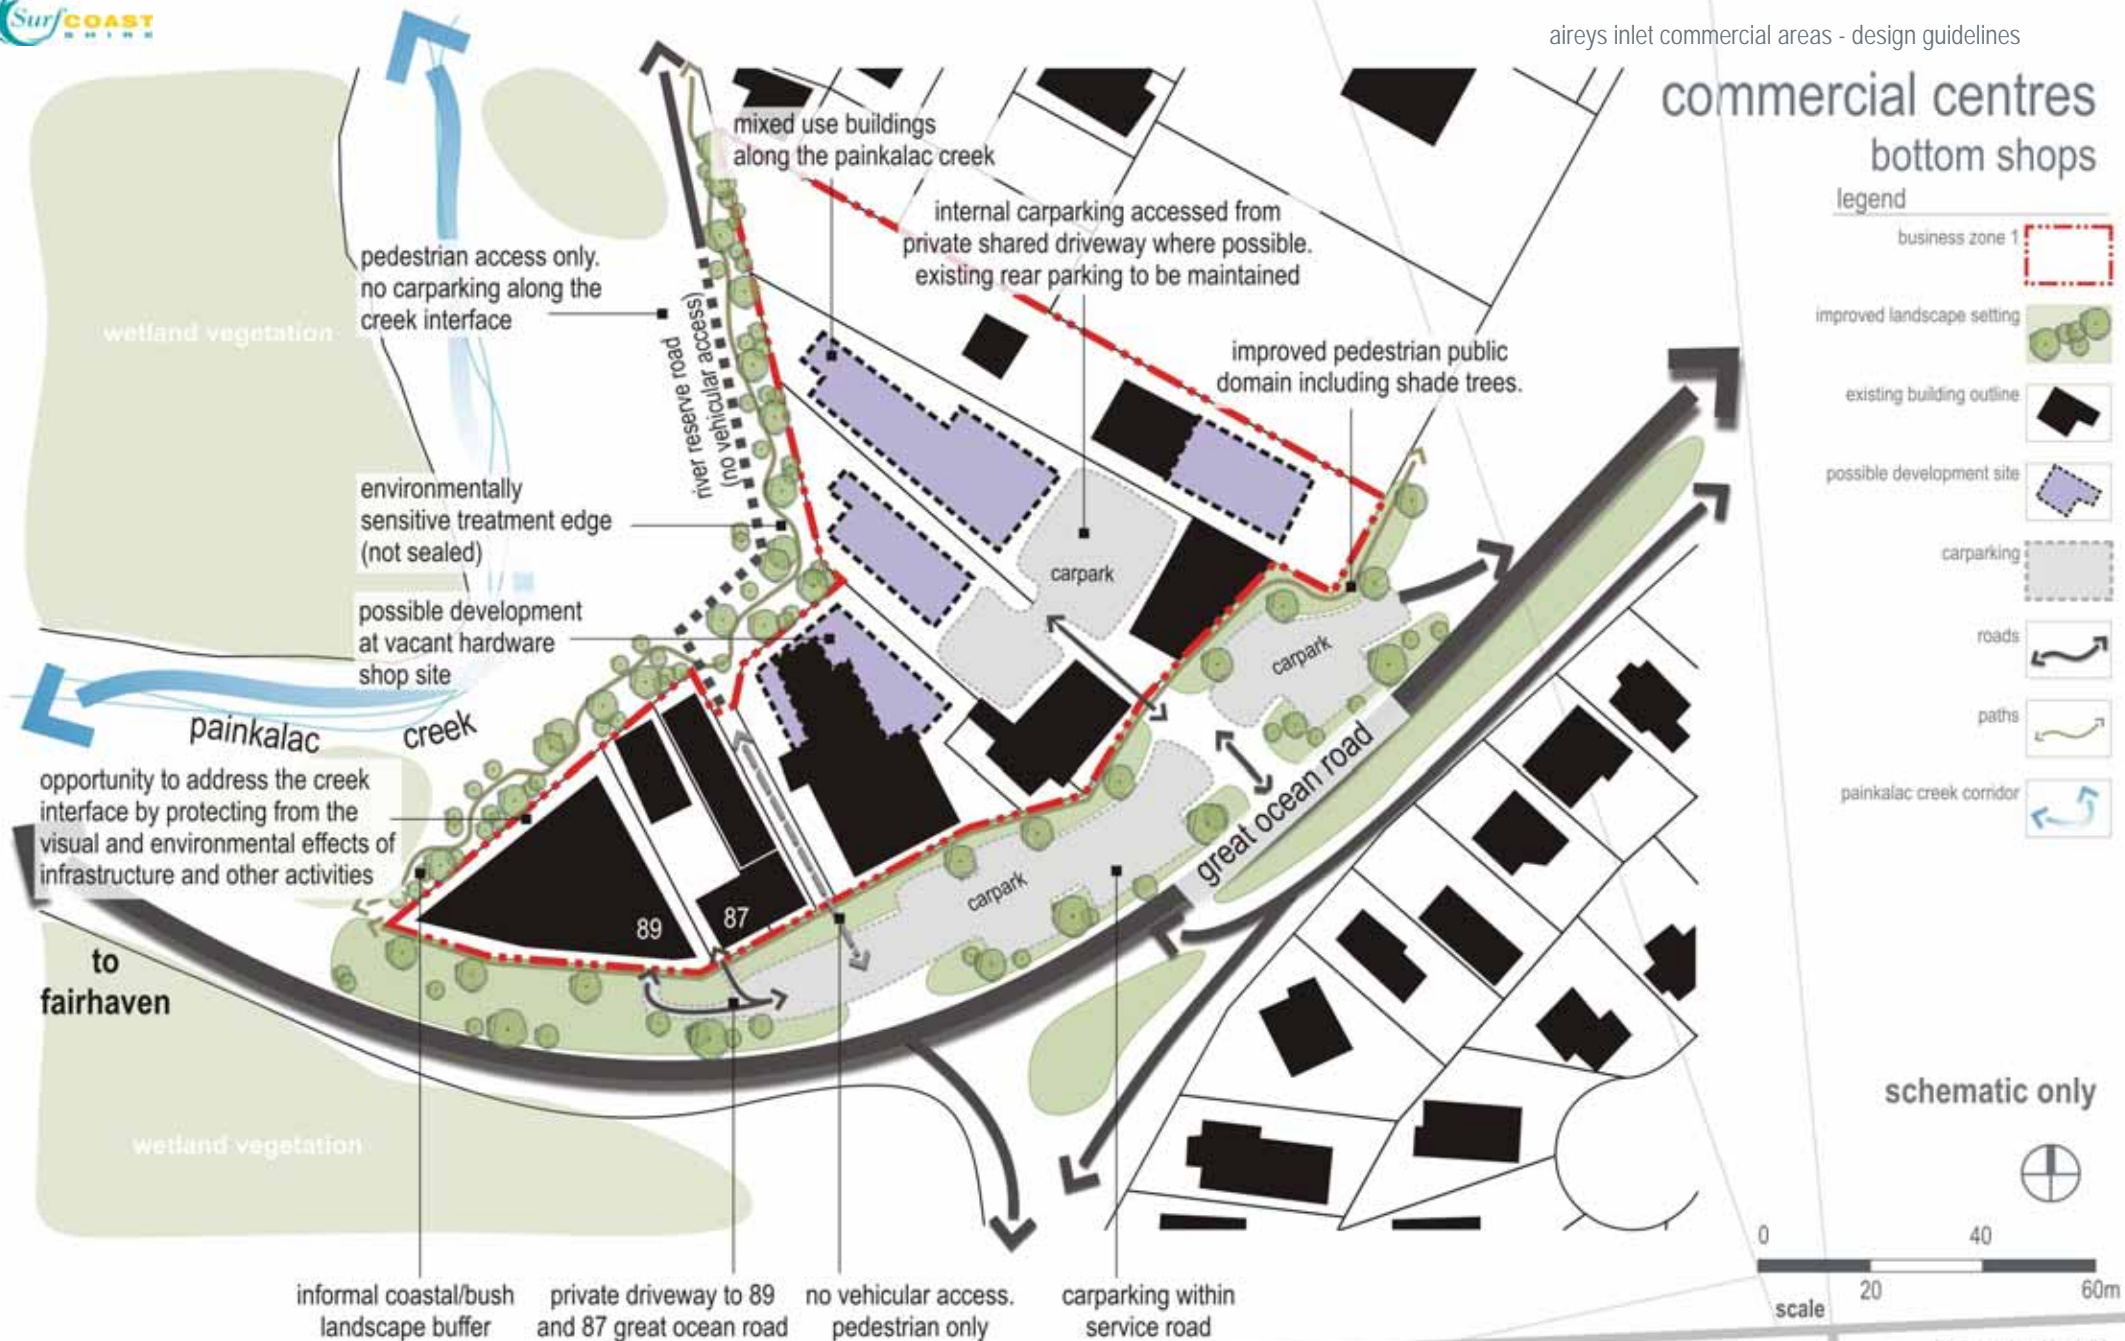 Surf COAST
SHIRE
aireys inlet commercial areas - design guidelines
commercial centres
bottom shops
legend
business zone 1
improved landscape setting
existing building outline
possible development site
carparking
roads
paths
painkalac creek corridor
mixed use buildings
along the painkalac creek
internal carparking accessed from
private shared driveway where possible.
existing rear parking to be maintained
pedestrian access only.
no carparking along the
creek interface
wetland vegetation
river reserve road
(no vehicular access)
improved pedestrian public
domain including shade trees.
environmentally
sensitive treatment edge
(not sealed)
carpark
possible development
at vacant hardware
shop site
carpark
painkalac creek
great ocean road
opportunity to address the creek
interface by protecting from the
visual and environmental effects of
infrastructure and other activities
carpark
89
87
to
fairhaven
wetland vegetation
schematic only
0
40
20
60m
scale
informal coastal/bush
landscape buffer
private driveway to 89
and 87 great ocean road
no vehicular access.
pedestrian only
carparking within
service road